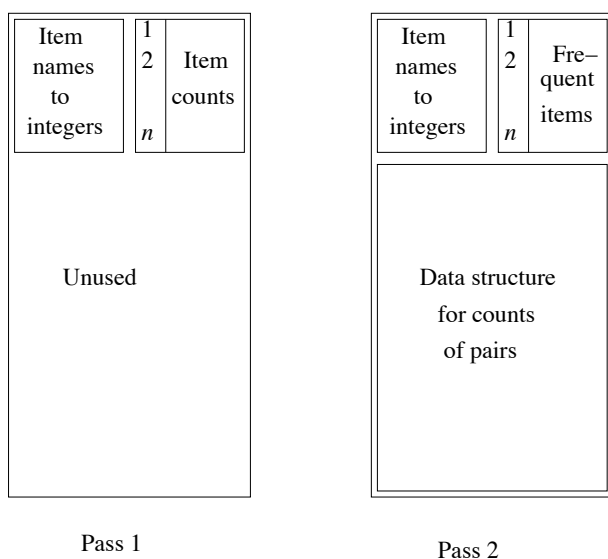 Item
names
to
integers
1
2
n
Item
counts
Unused
Pass 1
Item
names
to
integers
1
2
n
Fre–
quent
items
Data structure
for counts
of pairs
Pass 2